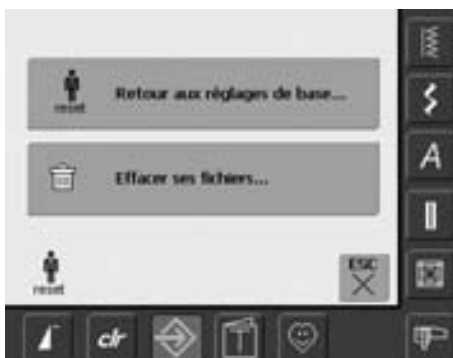 reset
Retour aux réglages de base...
Effacer ses fichiers...
reset
ESC
A
clr